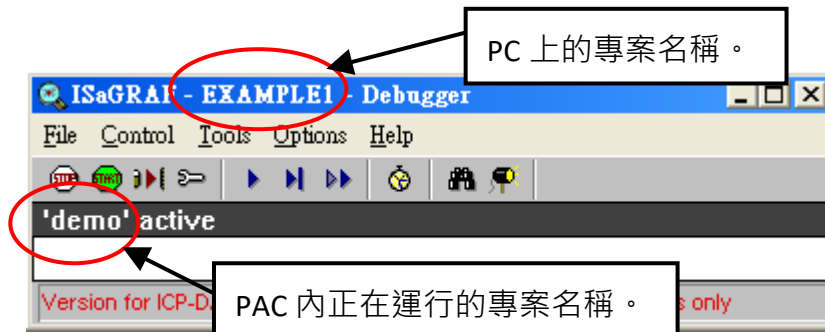 PC 上的專案名稱。
ISaGRAF - EXAMPLE1 - Debugger
File Control Tools Options Help
STOP START
'demo' active
PAC 內正在運行的專案名稱。
Version for ICP-D s only